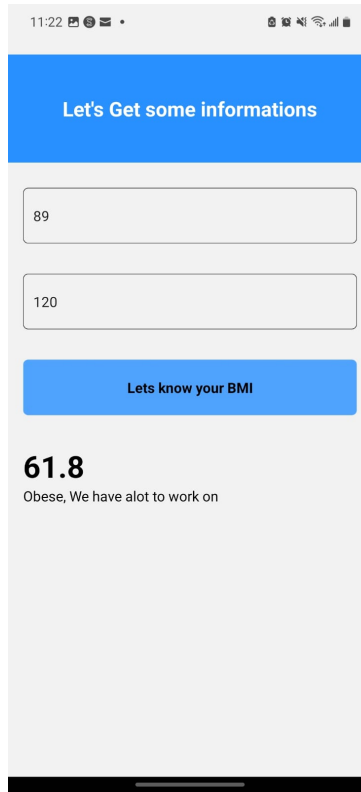 11:22
Let's Get some informations
89
120
Lets know your BMI
61.8
Obese, We have alot to work on